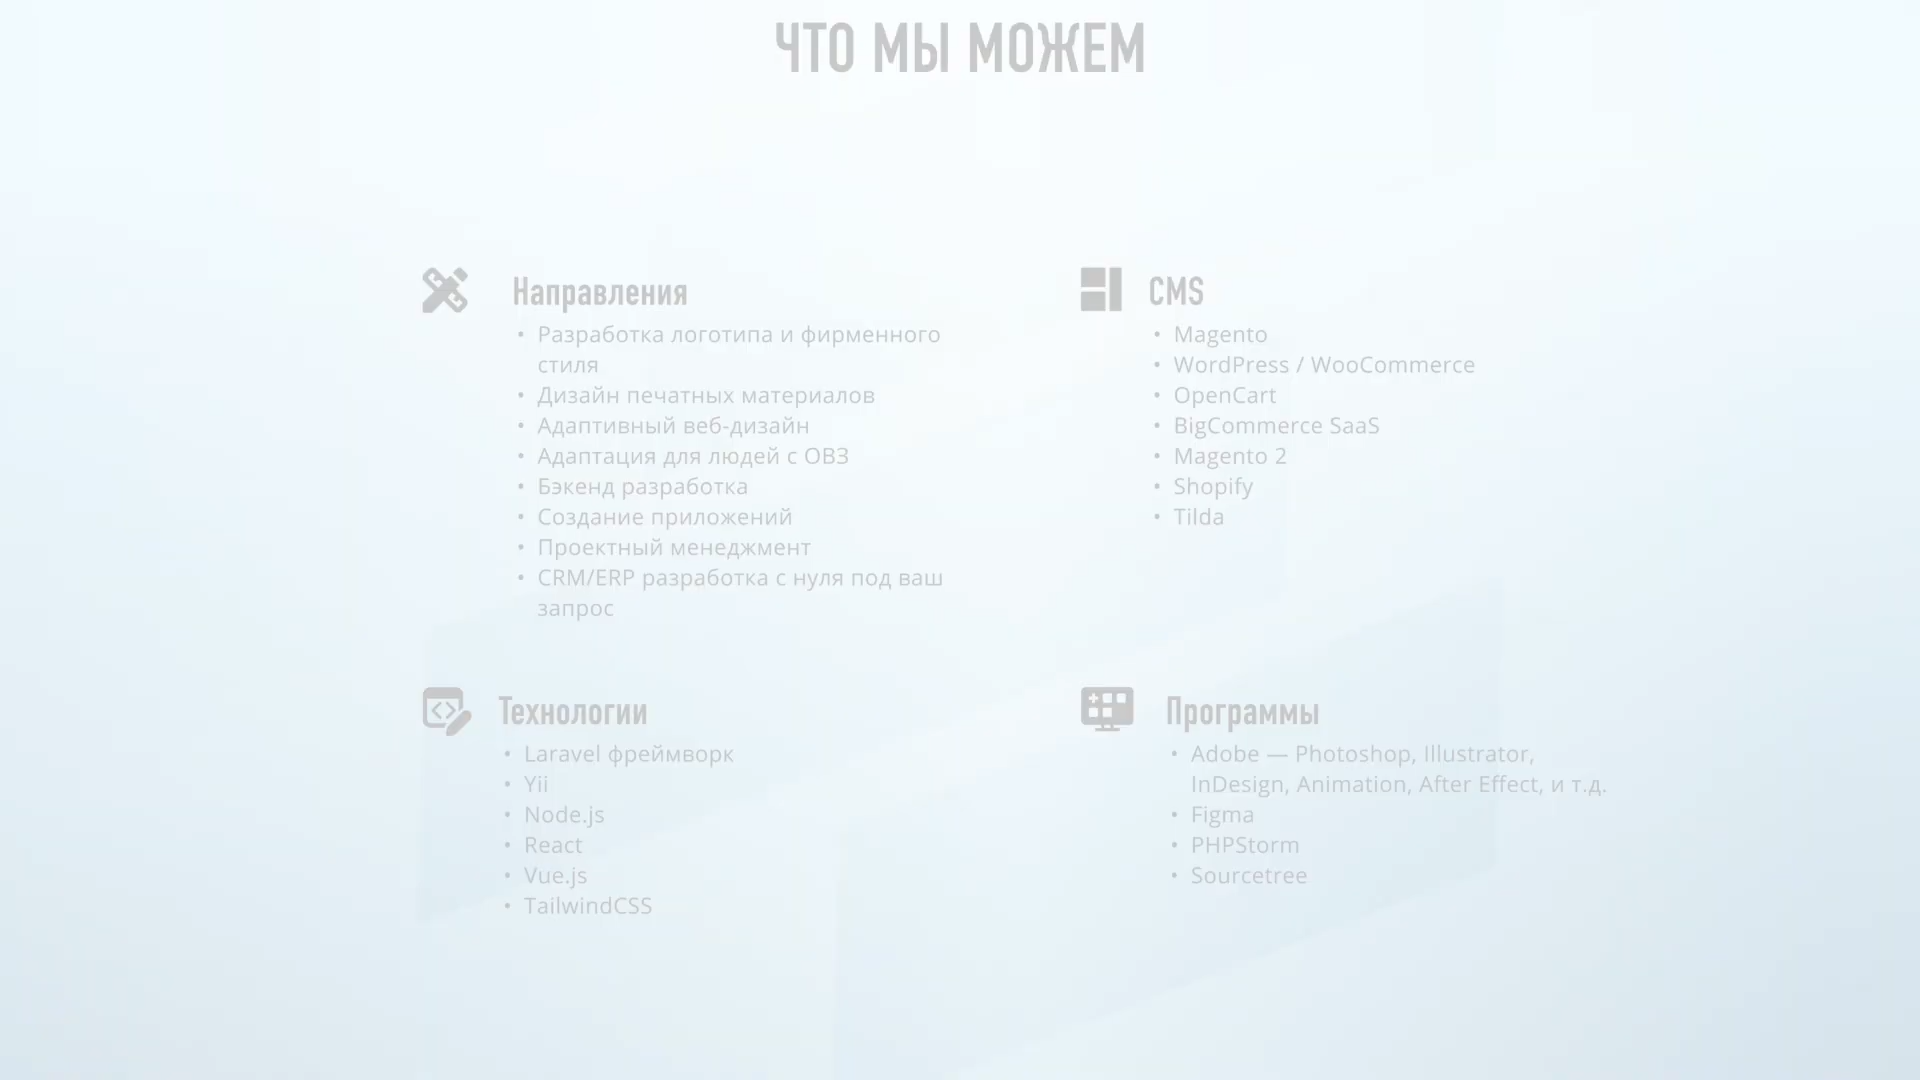 ЧТО МЫ МОЖЕМ
Направления
• Разработка логотипа и фирменного
стиля
• Дизайн печатных материалов
• Адаптивный веб-дизайн
• Адаптация для людей с ОВЗ
• Бэкенд разработка
• Создание приложений
• Проектный менеджмент
• CRM/ERP разработка с нуля под ваш
запрос
CMS
• Magento
• WordPress / WooCommerce
• OpenCart
• BigCommerce SaaS
• Magento 2
• Shopify
• Tilda
Технологии
• Laravel фреймворк
• Yii
• Node.js
• React
• Vue.js
• TailwindCSS
Программы
• Adobe — Photoshop, Illustrator,
InDesign, Animation, After Effect, и т.д.
• Figma
• PHPStorm
• Sourcetree